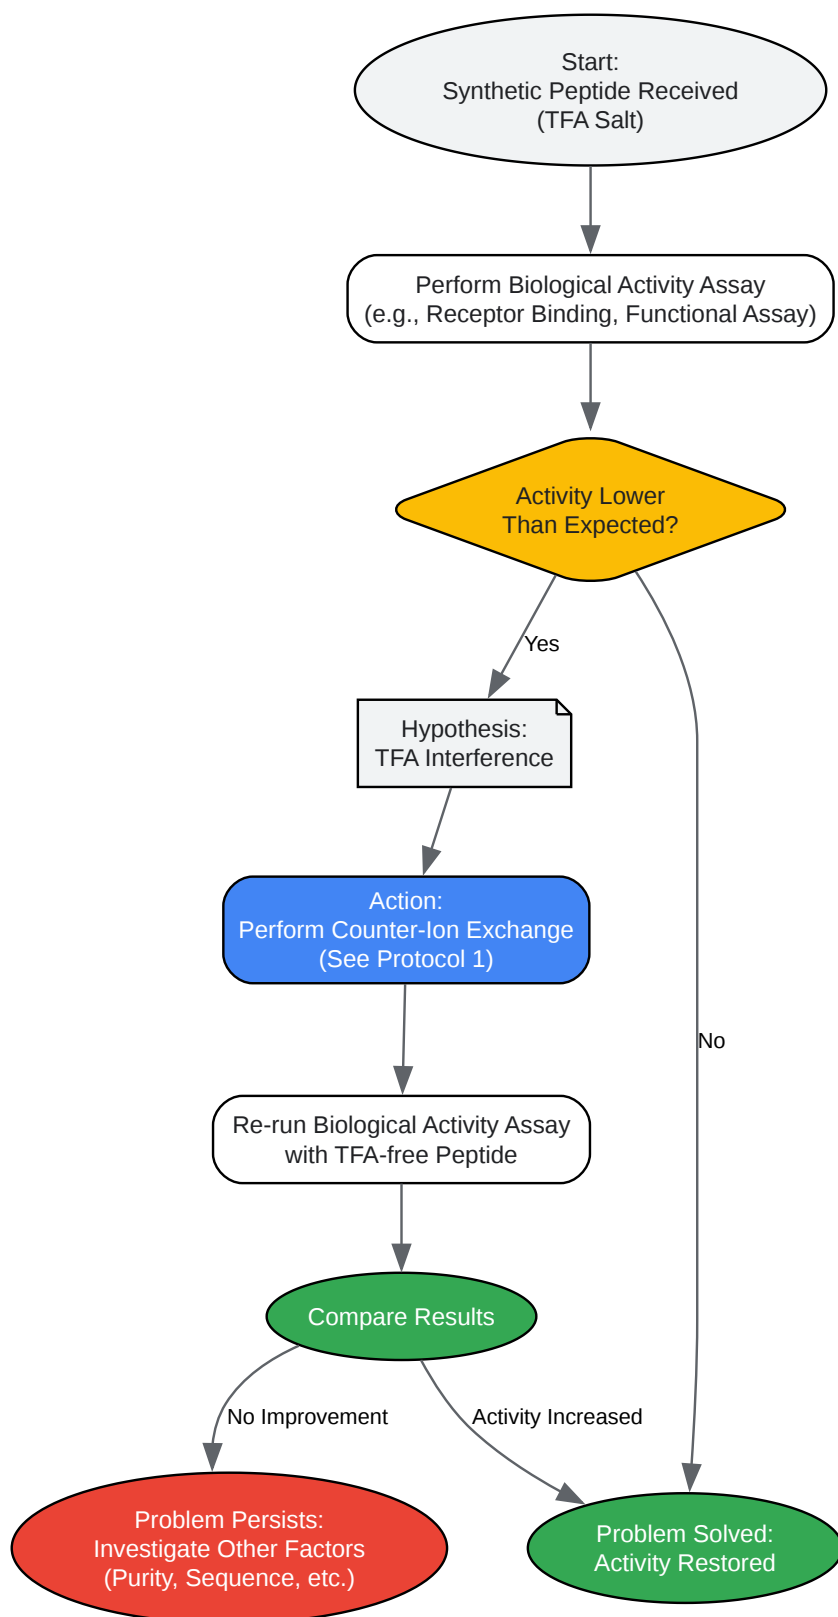 Start:
Synthetic Peptide Received
(TFA Salt)
Perform Biological Activity Assay
(e.g., Receptor Binding, Functional Assay)
Activity Lower
Than Expected?
Yes
Hypothesis:
TFA Interference
Action:
Perform Counter-Ion Exchange
(See Protocol 1)
No
Re-run Biological Activity Assay
with TFA-free Peptide
Compare Results
No Improvement
Activity Increased
Problem Persists:
Investigate Other Factors
(Purity, Sequence, etc.)
Problem Solved:
Activity Restored